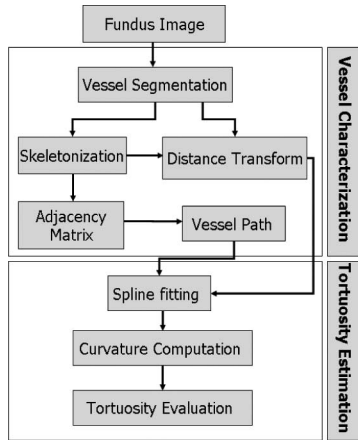 Fundus Image
Vessel Segmentation
Skeletonization
Distance Transform
Adjacency
Matrix
Vessel Path
Vessel Characterization
Spline fitting
Curvature Computation
Tortuosity Evaluation
Tortuosity Estimation